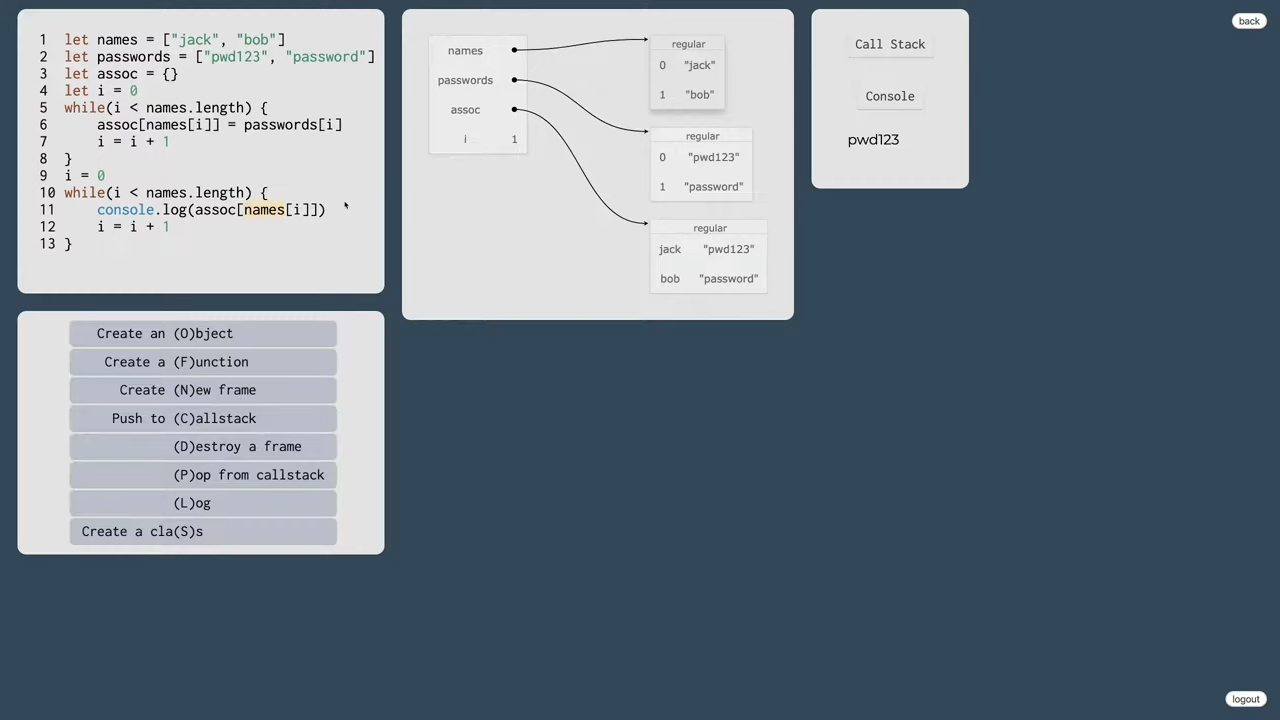 1 let names = ["jack", "bob"]
2 let passwords = ["pwd123", "password"]
3 let assoc = {}
4 let i = 0
5 while(i < names.length) {
6     assoc[names[i]] = passwords[i]
7     i = i + 1
8 }
9 i = 0
10 while(i < names.length) {
11     console.log(assoc[names[i]])
12     i = i + 1
13 }
Create an (O)bject
Create a (F)unction
Create (N)ew frame
Push to (C)allstack
(D)estroy a frame
(P)op from callstack
(L)og
Create a cla(S)s
names
passwords
assoc
i 1
regular
0 "jack"
1 "bob"
regular
0 "pwd123"
1 "password"
regular
jack "pwd123"
bob "password"
Call Stack
Console
pwd123
back
logout